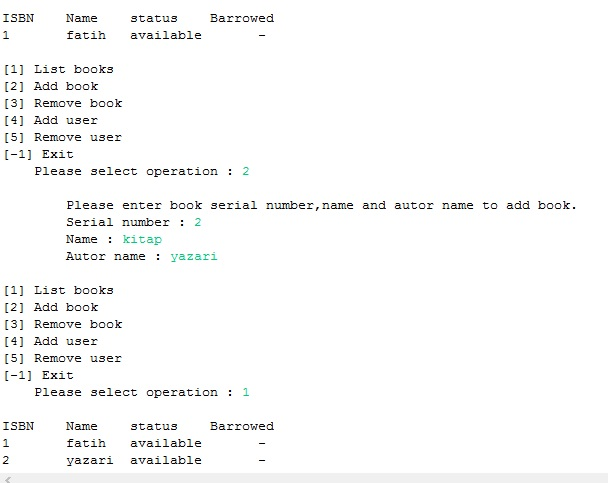 ISBN    Name    status    Barrowed
1       fatih   available       -
[1] List books
[2] Add book
[3] Remove book
[4] Add user
[5] Remove user
[-1] Exit
    Please select operation : 2
        Please enter book serial number,name and autor name to add book.
        Serial number : 2
        Name : kitap
        Autor name : yazari
[1] List books
[2] Add book
[3] Remove book
[4] Add user
[5] Remove user
[-1] Exit
    Please select operation : 1
ISBN    Name    status    Barrowed
1       fatih   available       -
2       yazari  available       -